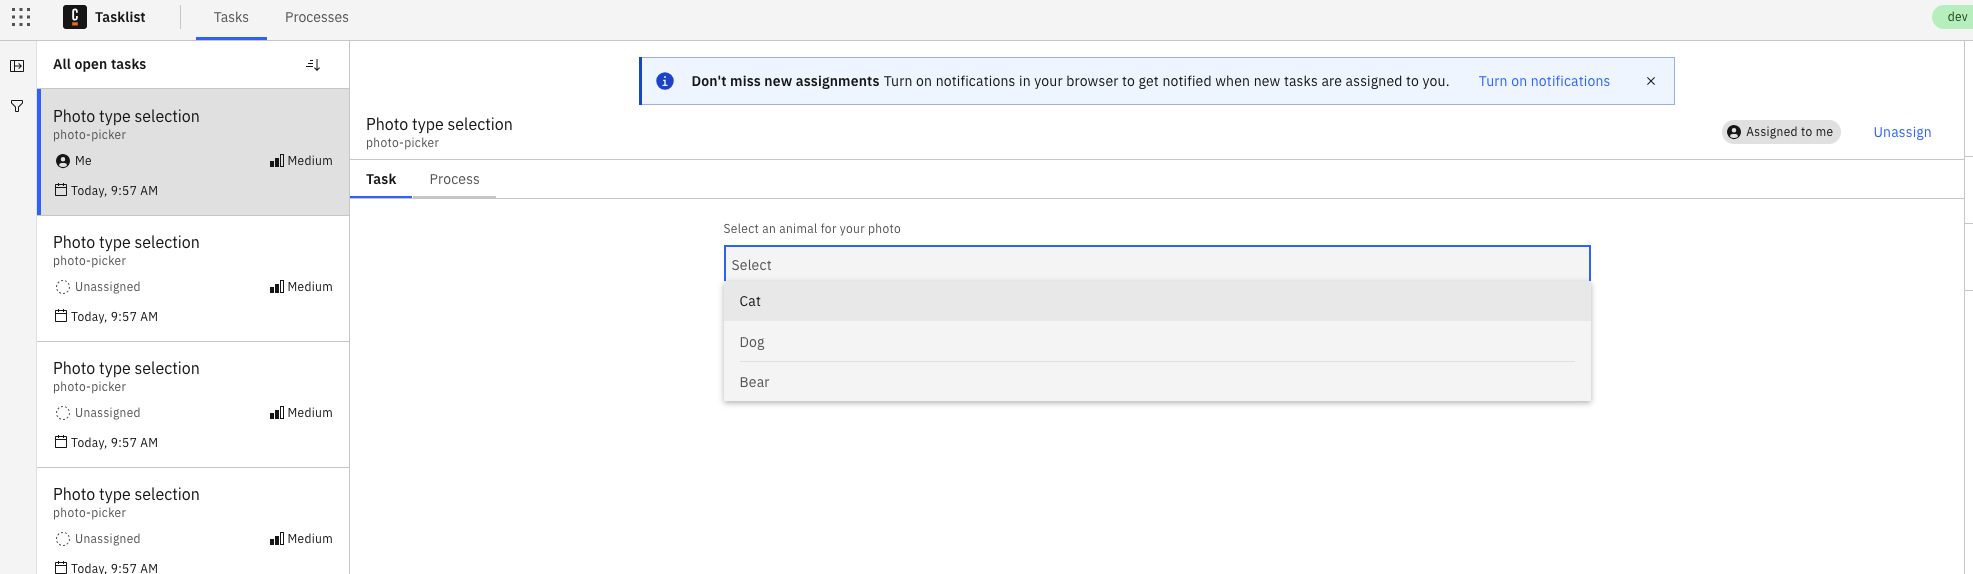 Tasklist
Tasks
Processes
dev
All open tasks
Photo type selection
photo-picker
Me
Medium
Today, 9:57 AM
Photo type selection
photo-picker
Unassigned
Medium
Today, 9:57 AM
Photo type selection
photo-picker
Unassigned
Medium
Today, 9:57 AM
Photo type selection
photo-picker
Unassigned
Medium
Today, 9:57 AM
Don't miss new assignments Turn on notifications in your browser to get notified when new tasks are assigned to you.
Turn on notifications
Photo type selection
photo-picker
Assigned to me
Unassign
Task
Process
Select an animal for your photo
Select
Cat
Dog
Bear